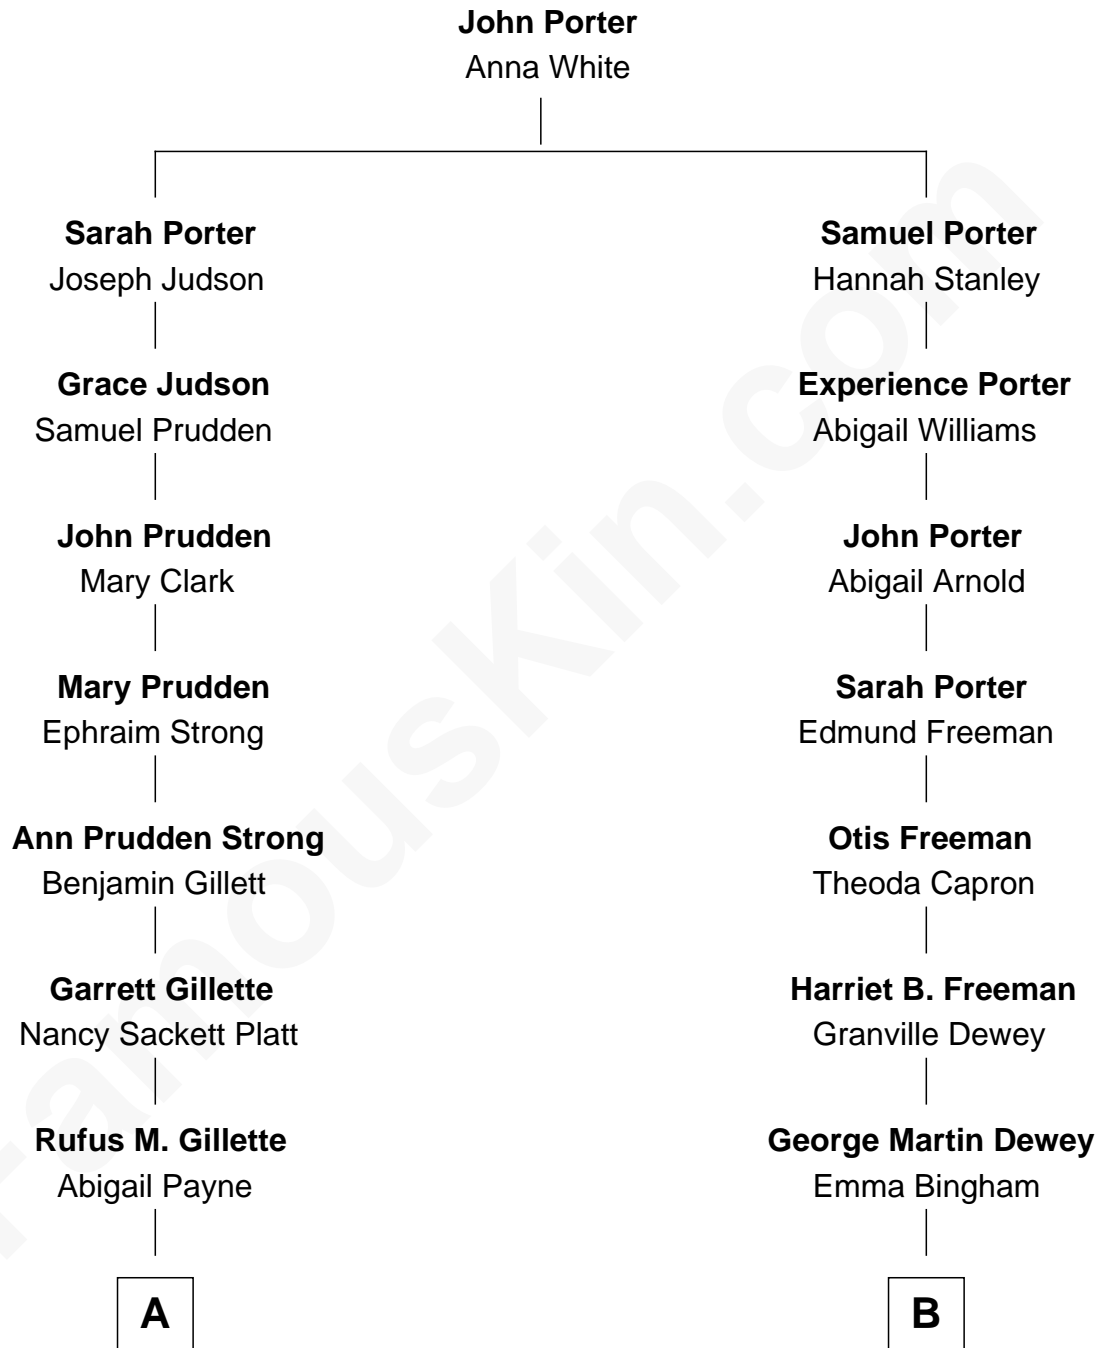 John Porter
Anna White
Sarah Porter
Joseph Judson
Samuel Porter
Hannah Stanley
Grace Judson
Samuel Prudden
Experience Porter
Abigail Williams
John Prudden
Mary Clark
John Porter
Abigail Arnold
Mary Prudden
Ephraim Strong
Sarah Porter
Edmund Freeman
Ann Prudden Strong
Benjamin Gillett
Otis Freeman
Theoda Capron
Garrett Gillette
Nancy Sackett Platt
Harriet B. Freeman
Granville Dewey
Rufus M. Gillette
Abigail Payne
George Martin Dewey
Emma Bingham
A
B
FamousKin.com